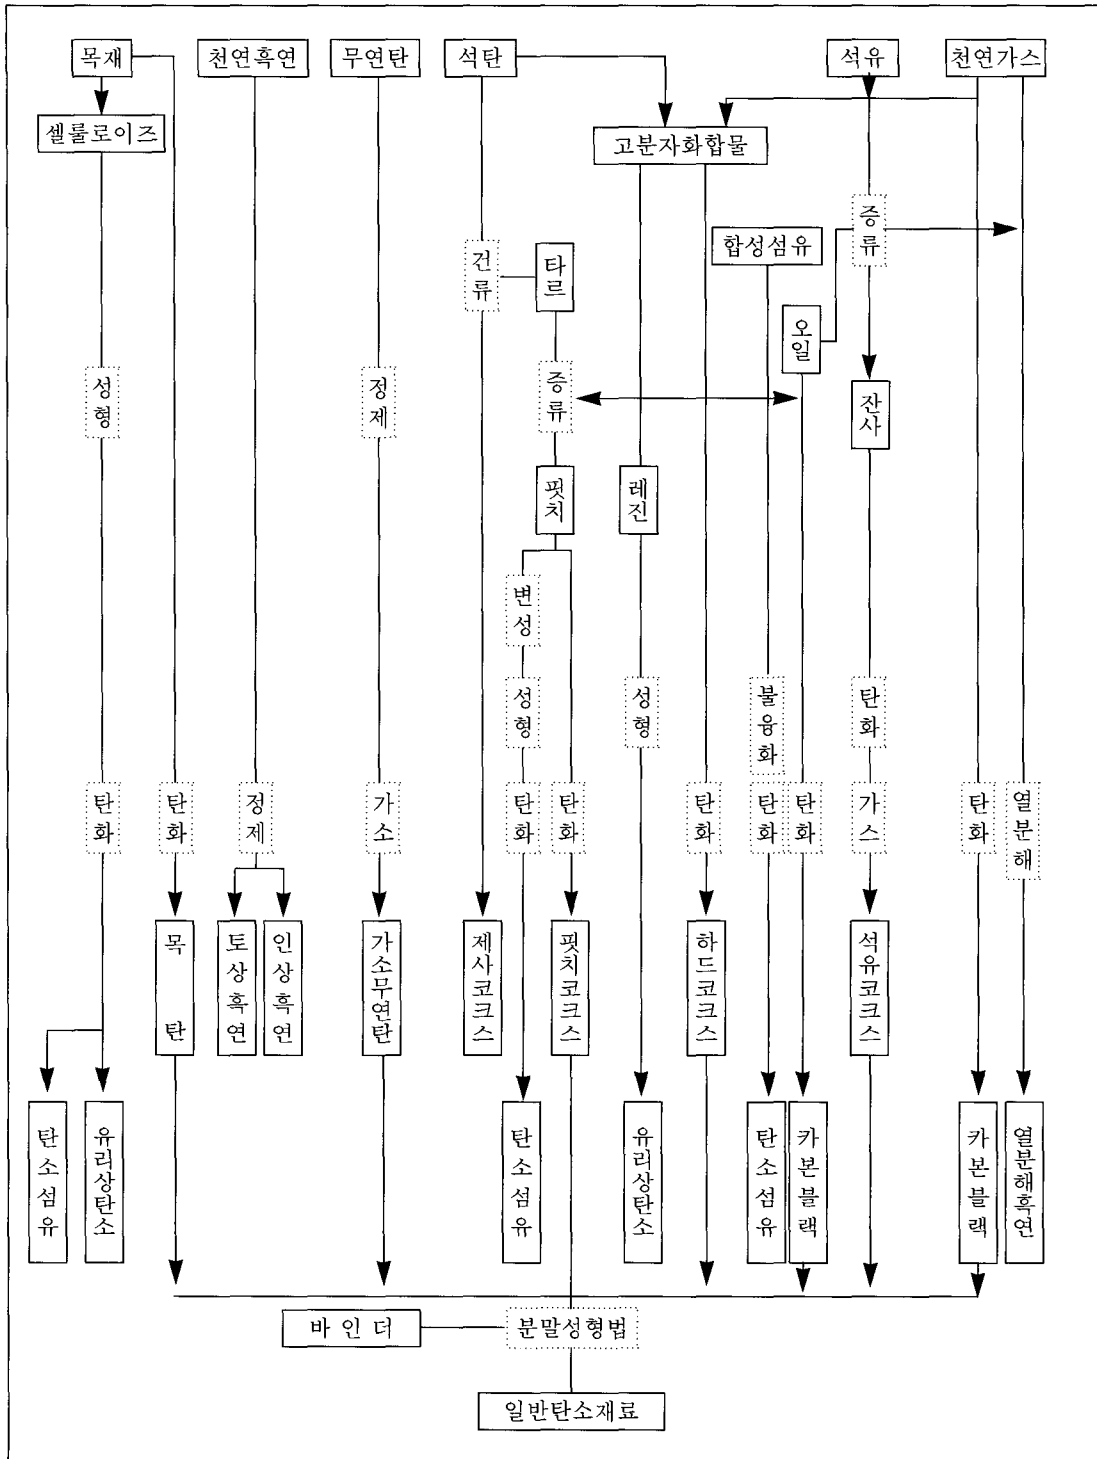 목재
천연흑연
무연탄
석탄
석유
천연가스
셀룰로이즈
고분자화합물
합성섬유
증류
건류
타르
오일
성형
정제
증류
잔사
핏치
레진
변성
성형
성형
불융화
탄화
탄화
탄화
정제
가소
탄화
탄화
탄화
탄화
탄화
가스
탄화
열분해
목탄
토상흑연
인상흑연
가소무연탄
제사코크스
핏치코크스
하드코크스
석유코크스
탄소섬유
유리상탄소
탄소섬유
유리상탄소
탄소섬유
카본블랙
카본블랙
열분해흑연
바인더
분말성형법
일반탄소재료